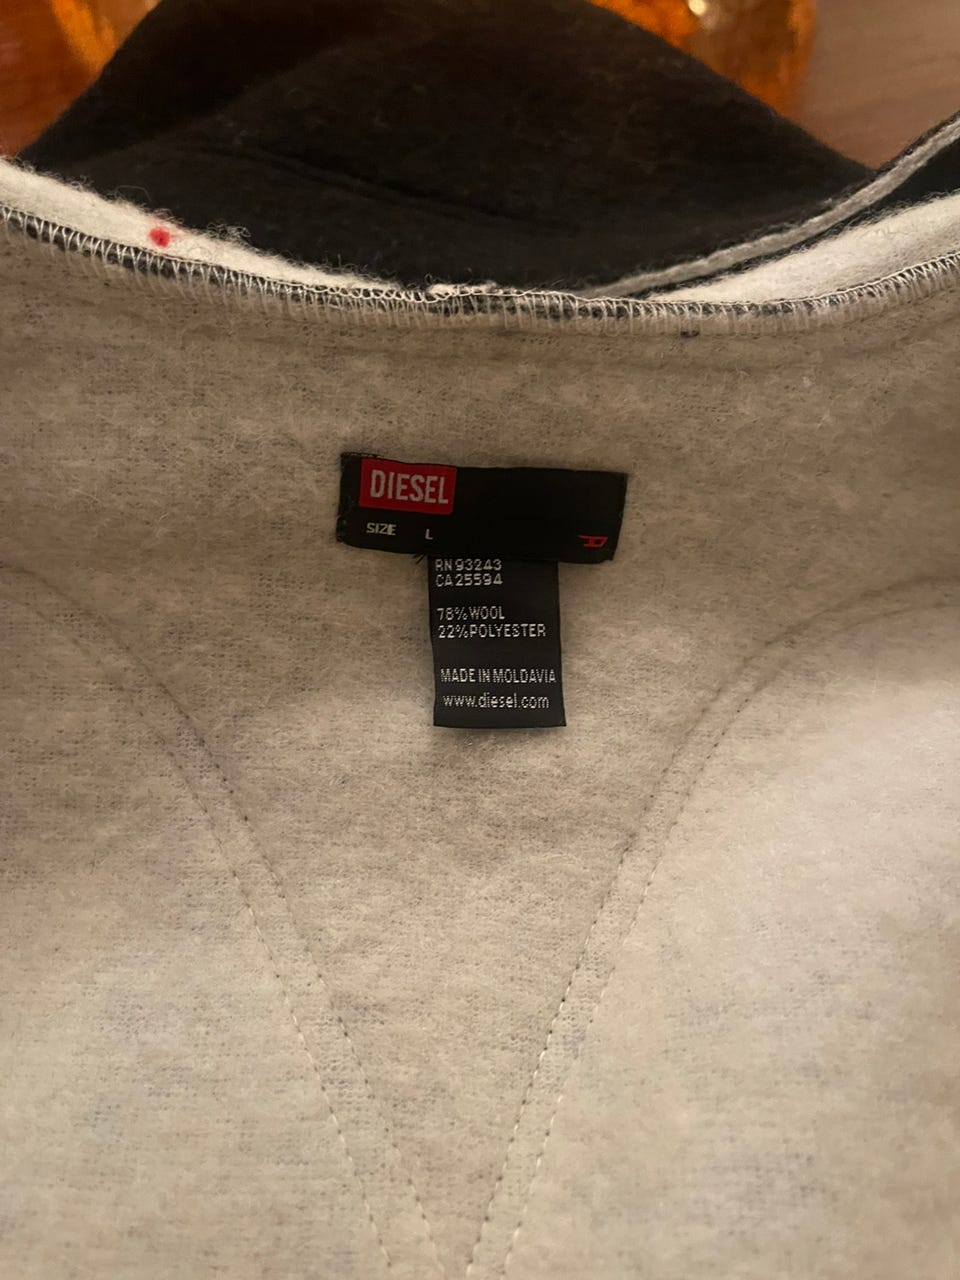 DIESEL
SIZE L
RN 93243
CA 25594
78% WOOL
22% POLYESTER
MADE IN MOLDAVIA
www.diesel.com